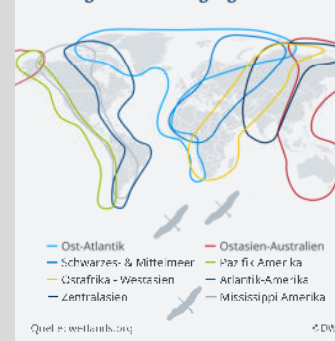 Ost-Atlantik
Ostasien-Australien
Schwarzes- & Mittelmeer
Pazifik Amerika
Ostafrika - Westasien
Atlantik-Amerika
Zentralasien
Mississippi Amerika
Quelle: wetlands.org
©DW